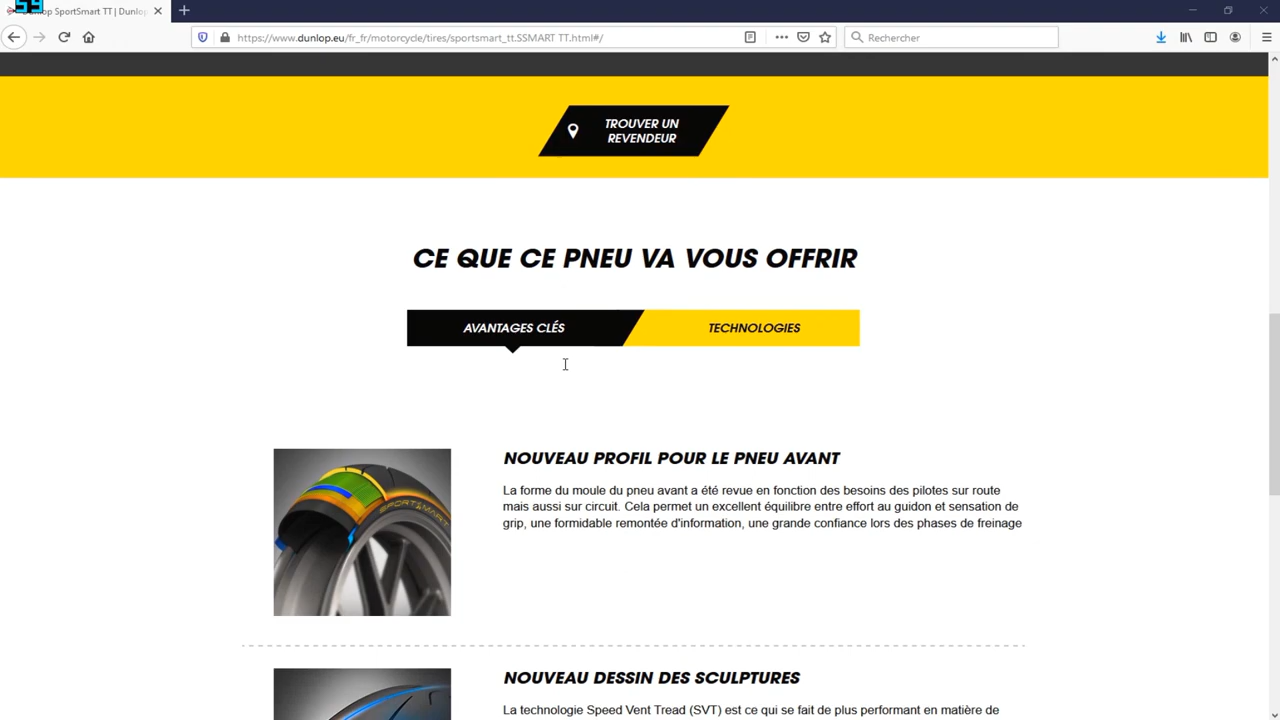 59
Dunlop SportSmart TT | Dunlo
https://www.dunlop.eu/fr_fr/motorcycle/tires/sportsmart_tt.SSMART TT.html#/
Rechercher
TROUVER UN
REVENDEUR
CE QUE CE PNEU VA VOUS OFFRIR
AVANTAGES CLÉS
TECHNOLOGIES
NOUVEAU PROFIL POUR LE PNEU AVANT
La forme du moule du pneu avant a été revue en fonction des besoins des pilotes sur route
mais aussi sur circuit. Cela permet un excellent équilibre entre effort au guidon et sensation de
grip, une formidable remontée d'information, une grande confiance lors des phases de freinage
SPORTSMART
NOUVEAU DESSIN DES SCULPTURES
La technologie Speed Vent Tread (SVT) est ce qui se fait de plus performant en matière de